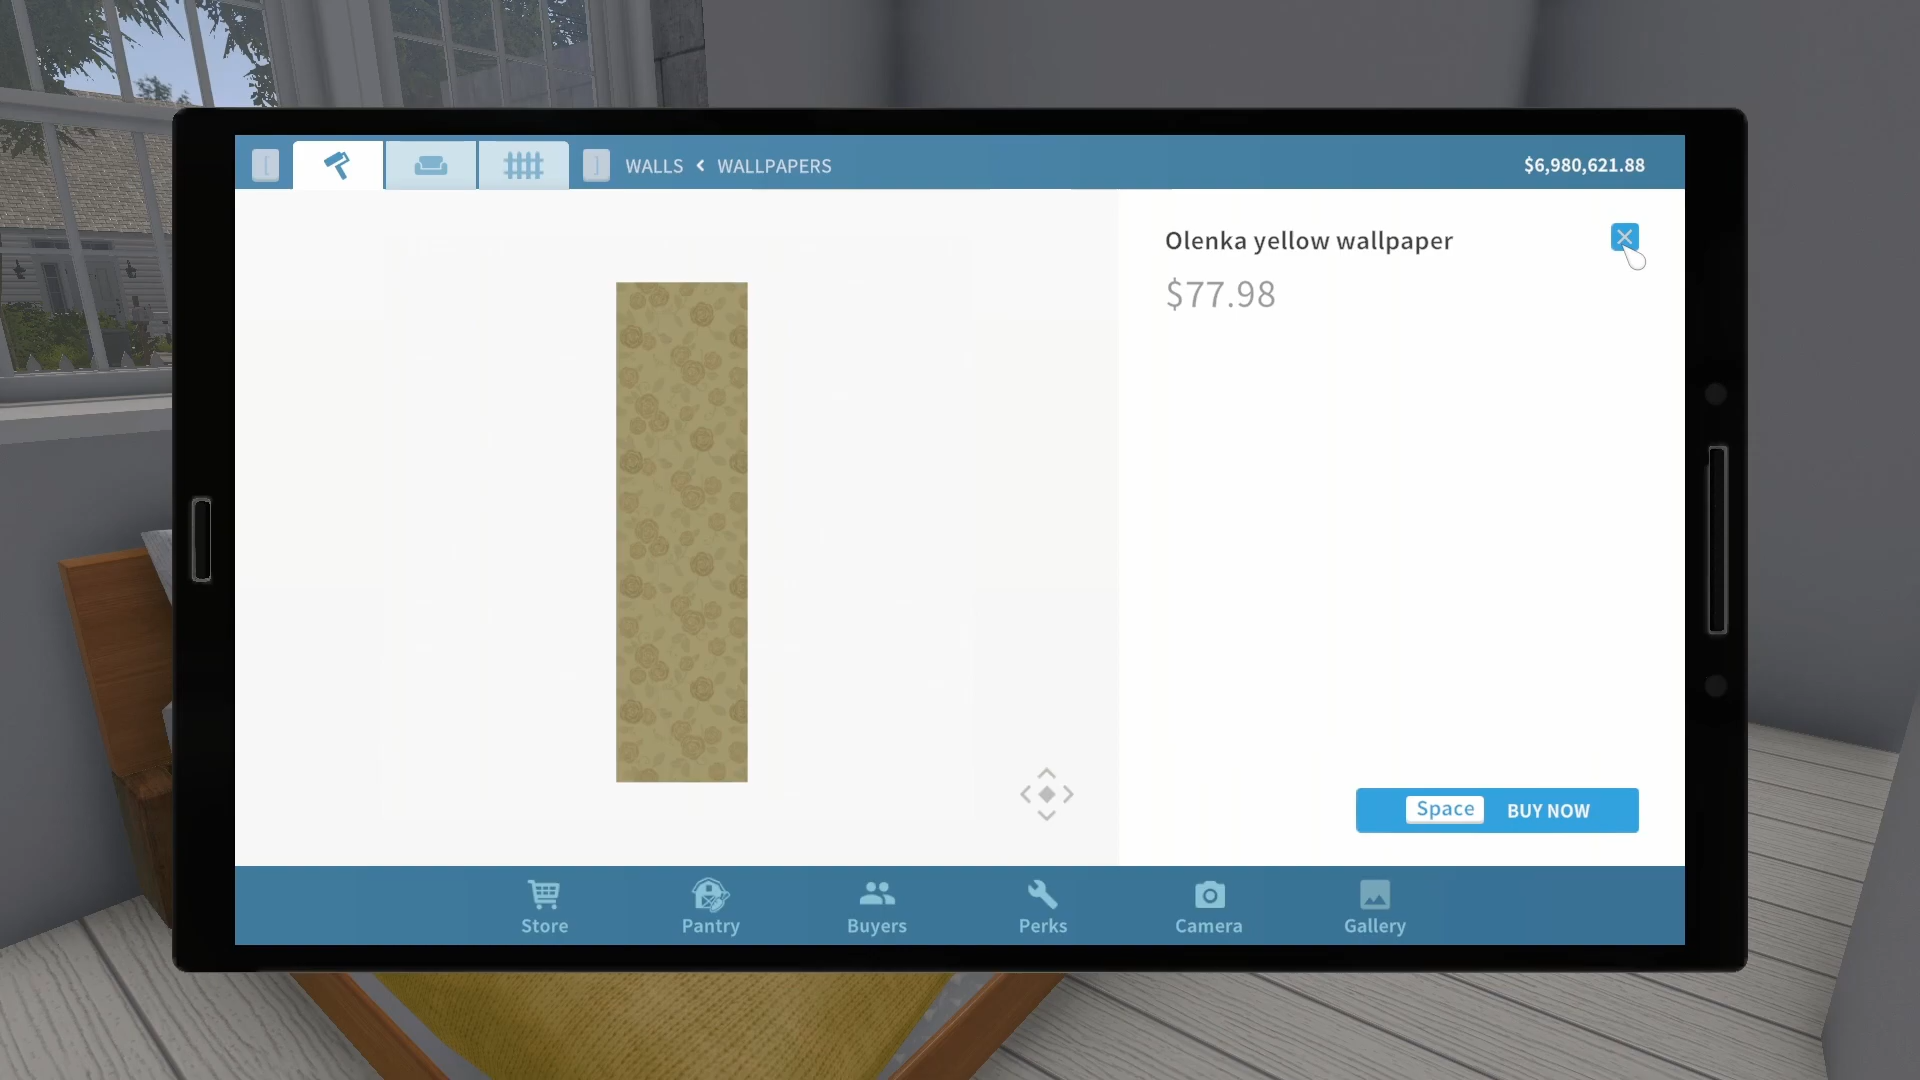 [
]
WALLS < WALLPAPERS
$6,980,621.88
Olenka yellow wallpaper
$77.98
Space BUY NOW
Store Pantry Buyers Perks Camera Gallery